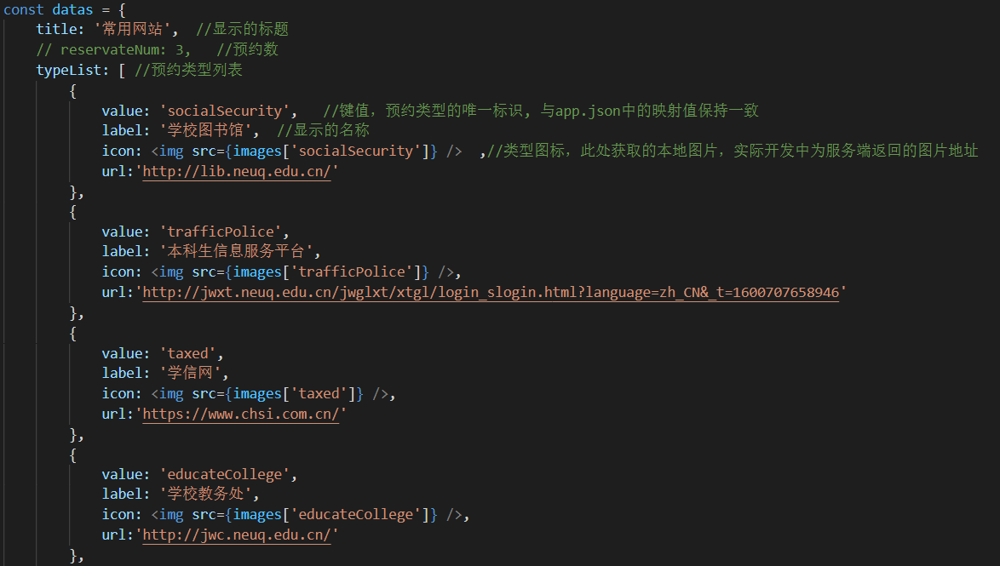 const datas = {
title: '常用网站',  //显示的标题
// reservateNum: 3,   //预约数
typeList: [ //预约类型列表
{
value: 'socialSecurity',   //键值，预约类型的唯一标识, 与app.json中的映射值保持一致
label: '学校图书馆',  //显示的名称
icon: <img src={images['socialSecurity']} />  ,//类型图标，此处获取的本地图片，实际开发中为服务端返回的图片地址
url:'http://lib.neuq.edu.cn/'
},
{
value: 'trafficPolice',
label: '本科生信息服务平台',
icon: <img src={images['trafficPolice']} />,
url:'http://jwxt.neuq.edu.cn/jwglxt/xtgl/login_slogin.html?language=zh_CN&_t=1600707658946'
},
{
value: 'taxed',
label: '学信网',
icon: <img src={images['taxed']} />,
url:'https://www.chsi.com.cn/'
},
{
value: 'educateCollege',
label: '学校教务处',
icon: <img src={images['educateCollege']} />,
url:'http://jwc.neuq.edu.cn/'
},